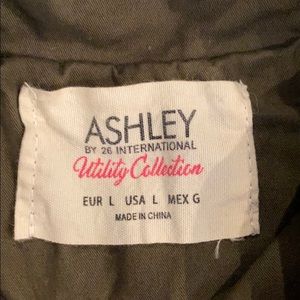 ASHLEY
BY 26 INTERNATIONAL
Utility Collection
EUR L USA L MEX G
MADE IN CHINA